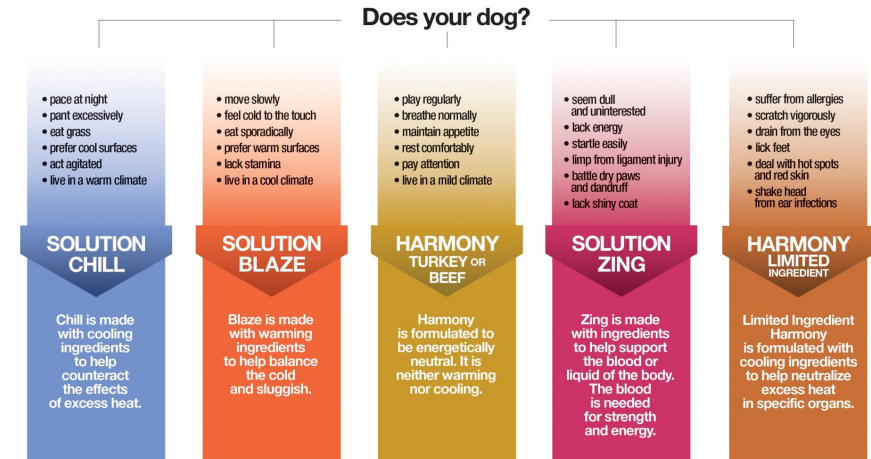 Does your dog?
• pace at night
• pant excessively
• eat grass
• prefer cool surfaces
• act agitated
• live in a warm climate
SOLUTION
CHILL
Chill is made
with cooling
ingredients
to help
counteract
the effects
of excess heat.
• move slowly
• feel cold to the touch
• eat sporadically
• prefer warm surfaces
• lack stamina
• live in a cool climate
SOLUTION
BLAZE
Blaze is made
with warming
ingredients
to help balance
the cold
and sluggish.
• play regularly
• breathe normally
• maintain appetite
• rest comfortably
• pay attention
• live in a mild climate
HARMONY
TURKEY OR
BEEF
Harmony
is formulated to
be energetically
neutral. It is
neither warming
nor cooling.
• seem dull
and uninterested
• lack energy
• startle easily
• limp from ligament injury
• battle dry paws
and dandruff
• lack shiny coat
SOLUTION
ZING
Zing is made
with ingredients
to help support
the blood or
liquid of the body.
The blood
is needed
for strength
and energy.
• suffer from allergies
• scratch vigorously
• drain from the eyes
• lick feet
• deal with hot spots
and red skin
• shake head
from ear infections
HARMONY
LIMITED
INGREDIENT
Limited Ingredient
Harmony
is formulated with
cooling ingredients
to help neutralize
excess heat
in specific organs.